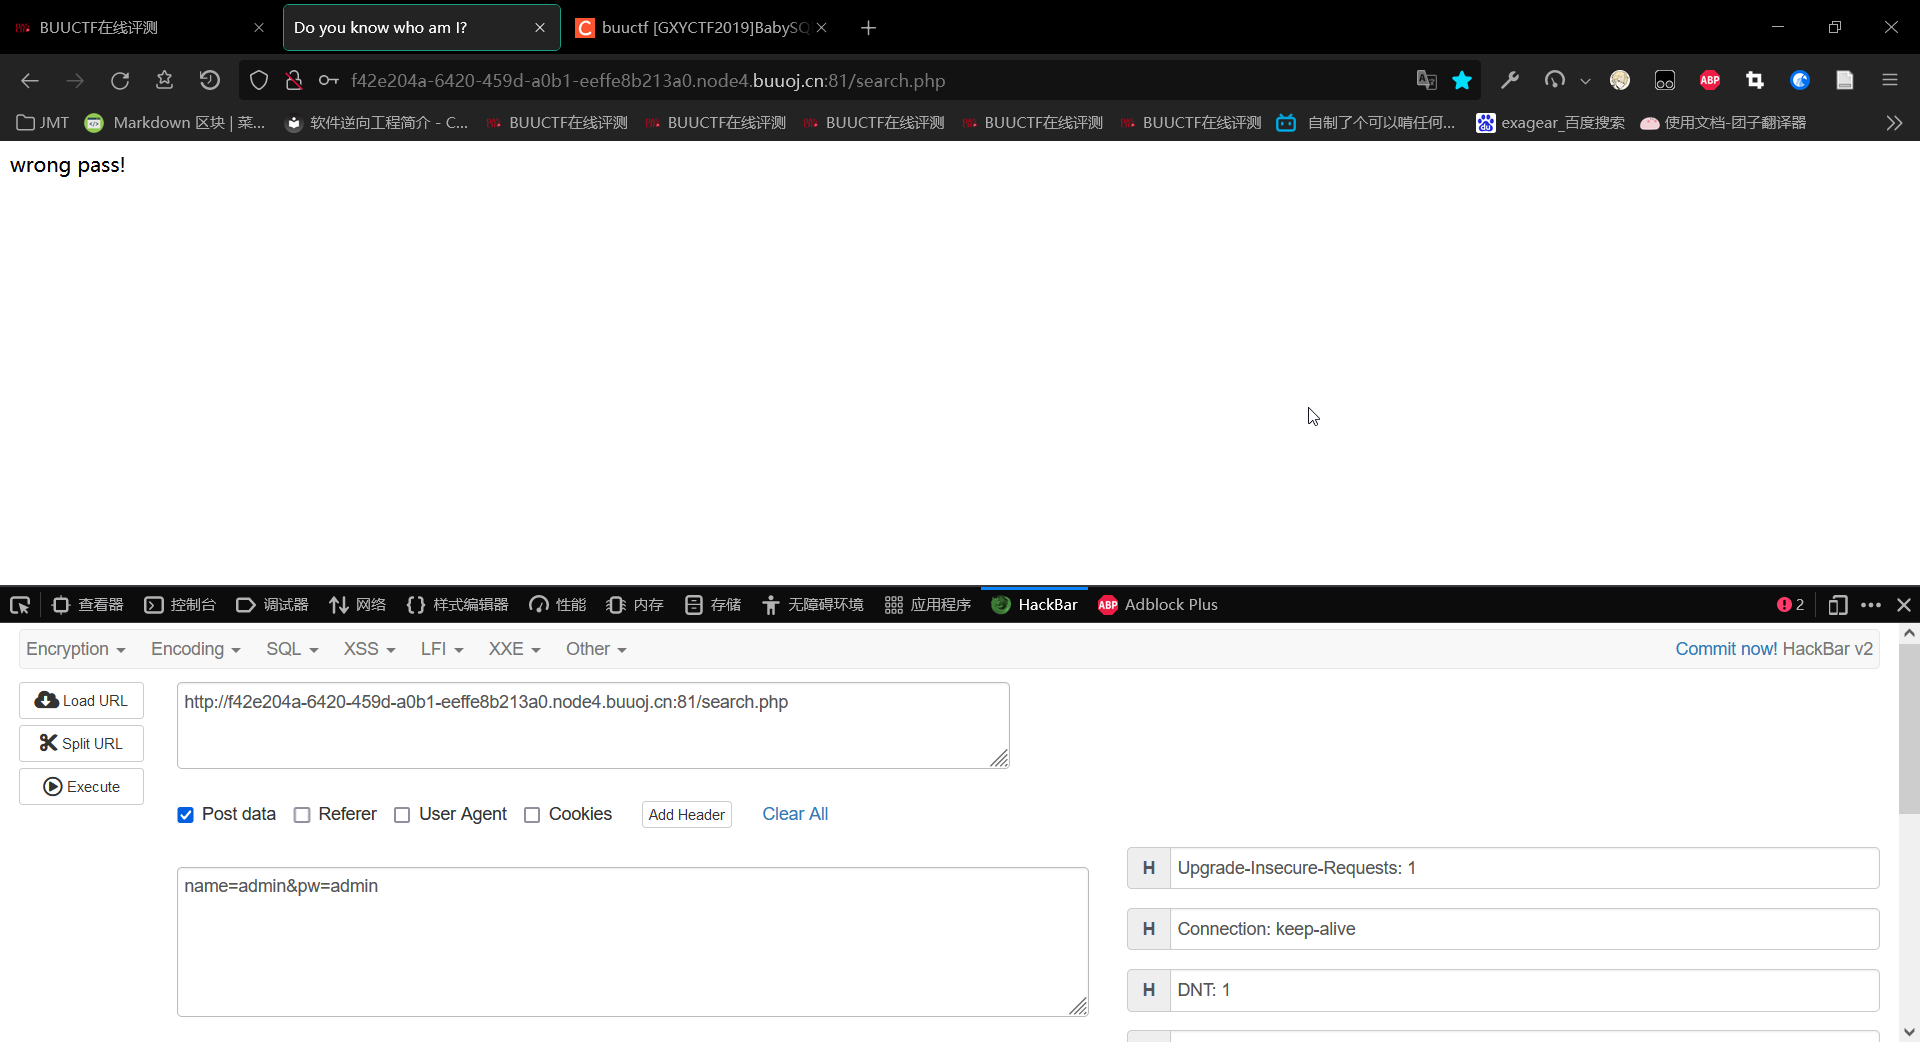 BUUCTF在线评测
Do you know who am I?
buuctf [GXYCTF2019]BabySQ
f42e204a-6420-459d-a0b1-eeffe8b213a0.node4.buuoj.cn:81/search.php
JMT
Markdown 区块 | 菜...
软件逆向工程简介 - C...
BUUCTF在线评测
BUUCTF在线评测
BUUCTF在线评测
BUUCTF在线评测
BUUCTF在线评测
自制了个可以啃任何...
exagear_百度搜索
使用文档-团子翻译器
wrong pass!
查看器
控制台
调试器
网络
样式编辑器
性能
内存
存储
无障碍环境
应用程序
HackBar
ABP
Adblock Plus
2
Encryption
Encoding
SQL
XSS
LFI
XXE
Other
Commit now! HackBar v2
Load URL
http://f42e204a-6420-459d-a0b1-eeffe8b213a0.node4.buuoj.cn:81/search.php
Split URL
Execute
Post data
Referer
User Agent
Cookies
Add Header
Clear All
name=admin&pw=admin
H
Upgrade-Insecure-Requests: 1
H
Connection: keep-alive
H
DNT: 1